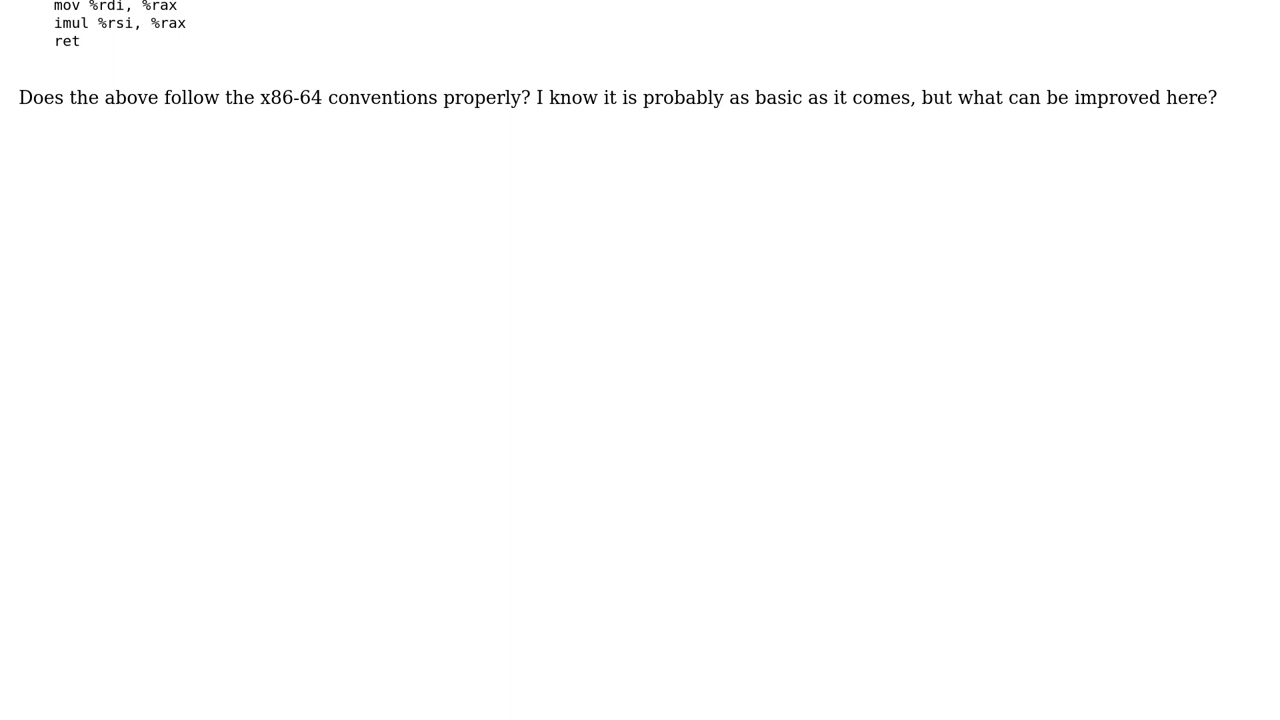 mov %rdi, %rax
imul %rsi, %rax
ret
Does the above follow the x86-64 conventions properly? I know it is probably as basic as it comes, but what can be improved here?